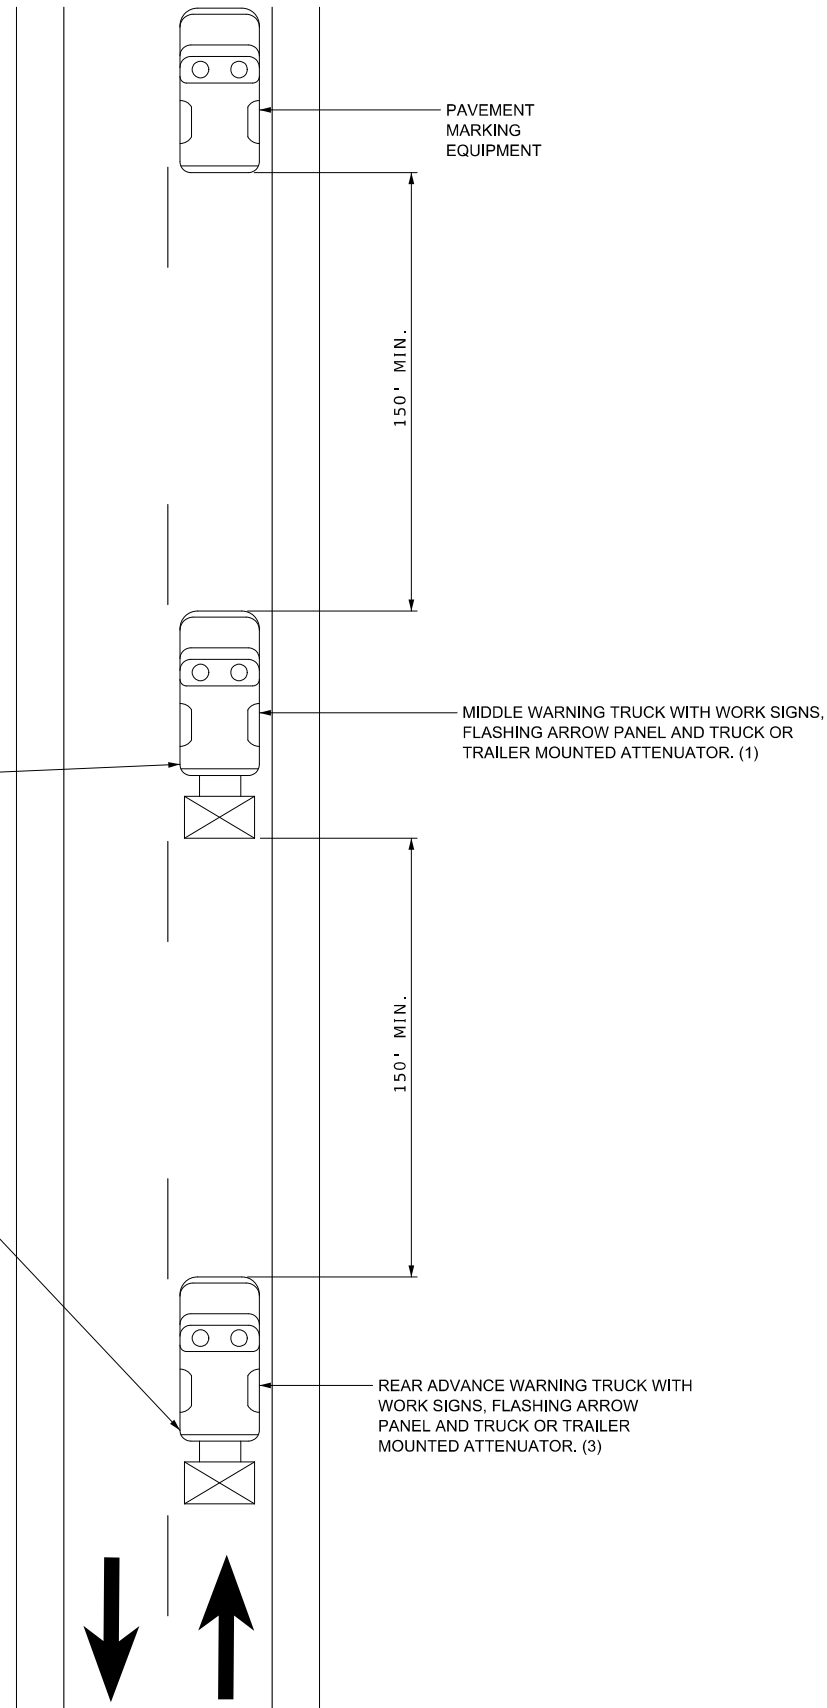 PAVEMENT
MARKING
EQUIPMENT
150' MIN.
MIDDLE WARNING TRUCK WITH WORK SIGNS,
FLASHING ARROW PANEL AND TRUCK OR
TRAILER MOUNTED ATTENUATOR. (1)
150' MIN.
REAR ADVANCE WARNING TRUCK WITH
WORK SIGNS, FLASHING ARROW
PANEL AND TRUCK OR TRAILER
MOUNTED ATTENUATOR. (3)